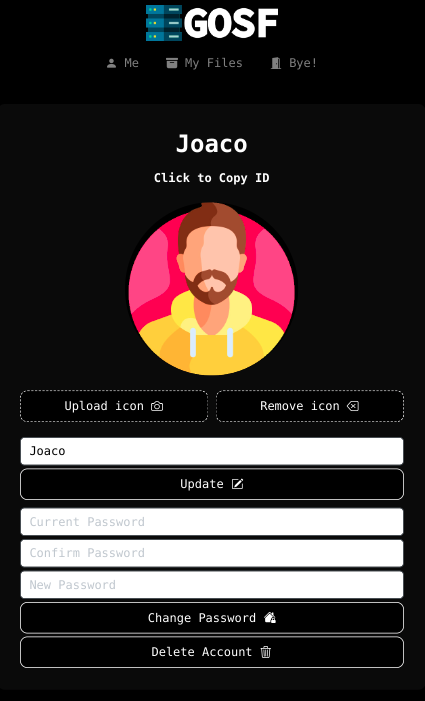 GOSF
Me My Files Bye!
Joaco
Click to Copy ID
Upload icon Remove icon
Joaco
Update
Current Password
Confirm Password
New Password
Change Password
Delete Account